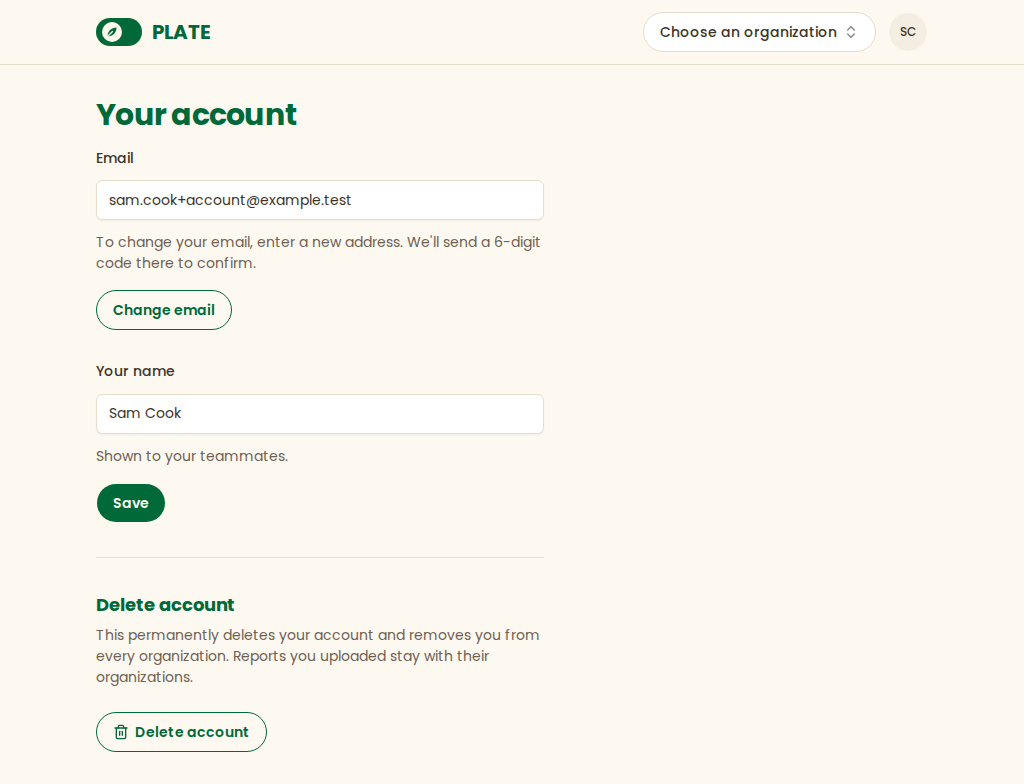 PLATE
Choose an organization
SC
Your account
Email
sam.cook+account@example.test
To change your email, enter a new address. We'll send a 6-digit
code there to confirm.
Change email
Your name
Sam Cook
Shown to your teammates.
Save
Delete account
This permanently deletes your account and removes you from
every organization. Reports you uploaded stay with their
organizations.
Delete account